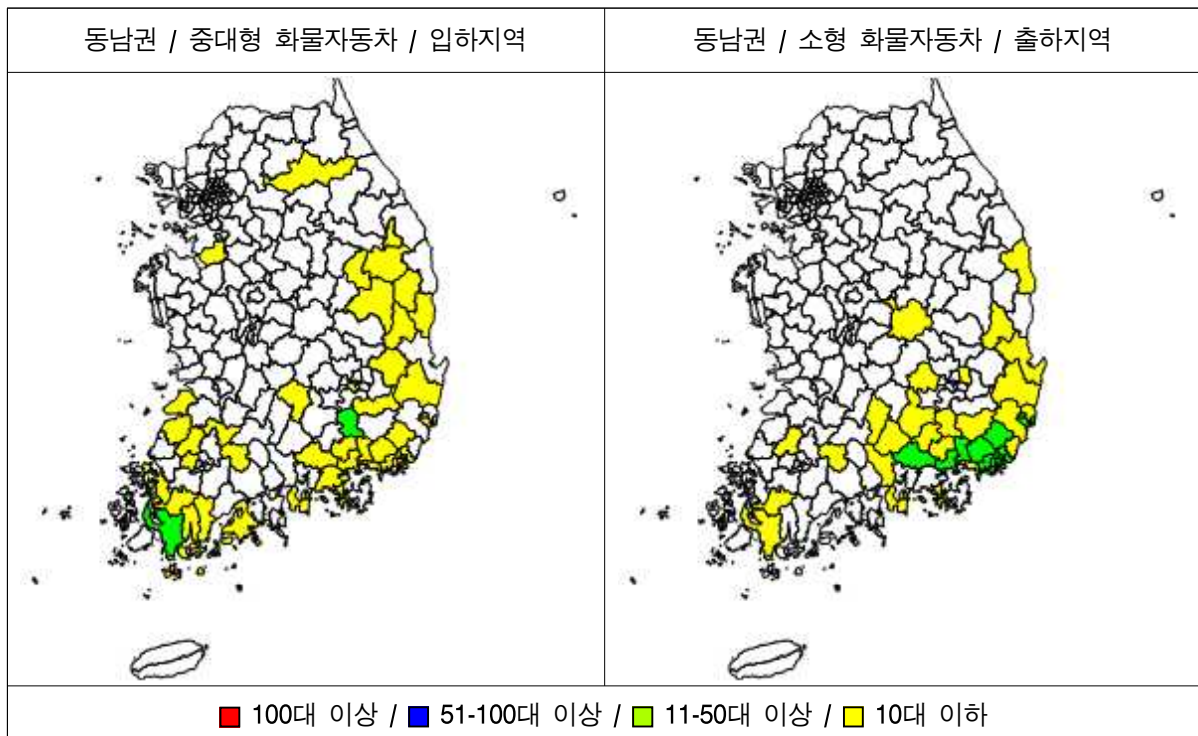 동남권 / 중대형 화물자동차 / 입하지역
동남권 / 소형 화물자동차 / 출하지역
100대 이상 / 51-100대 이상 / 11-50대 이상 / 10대 이하